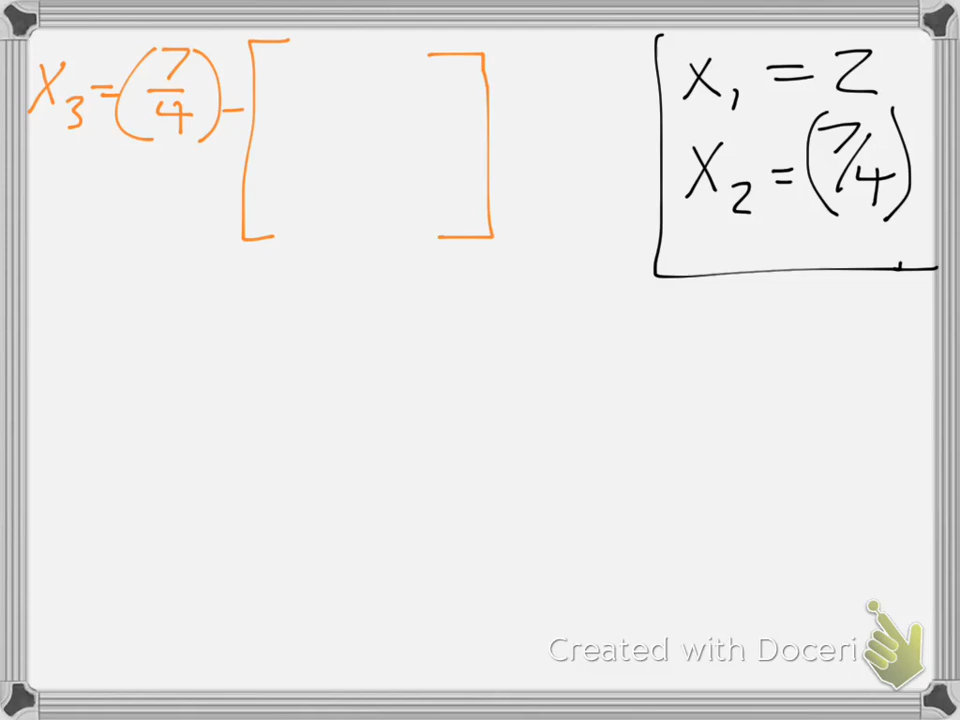 x₃ = (7/4) - [ ]
x₁ = 2
x₂ = (7/4)
Created with Doceri